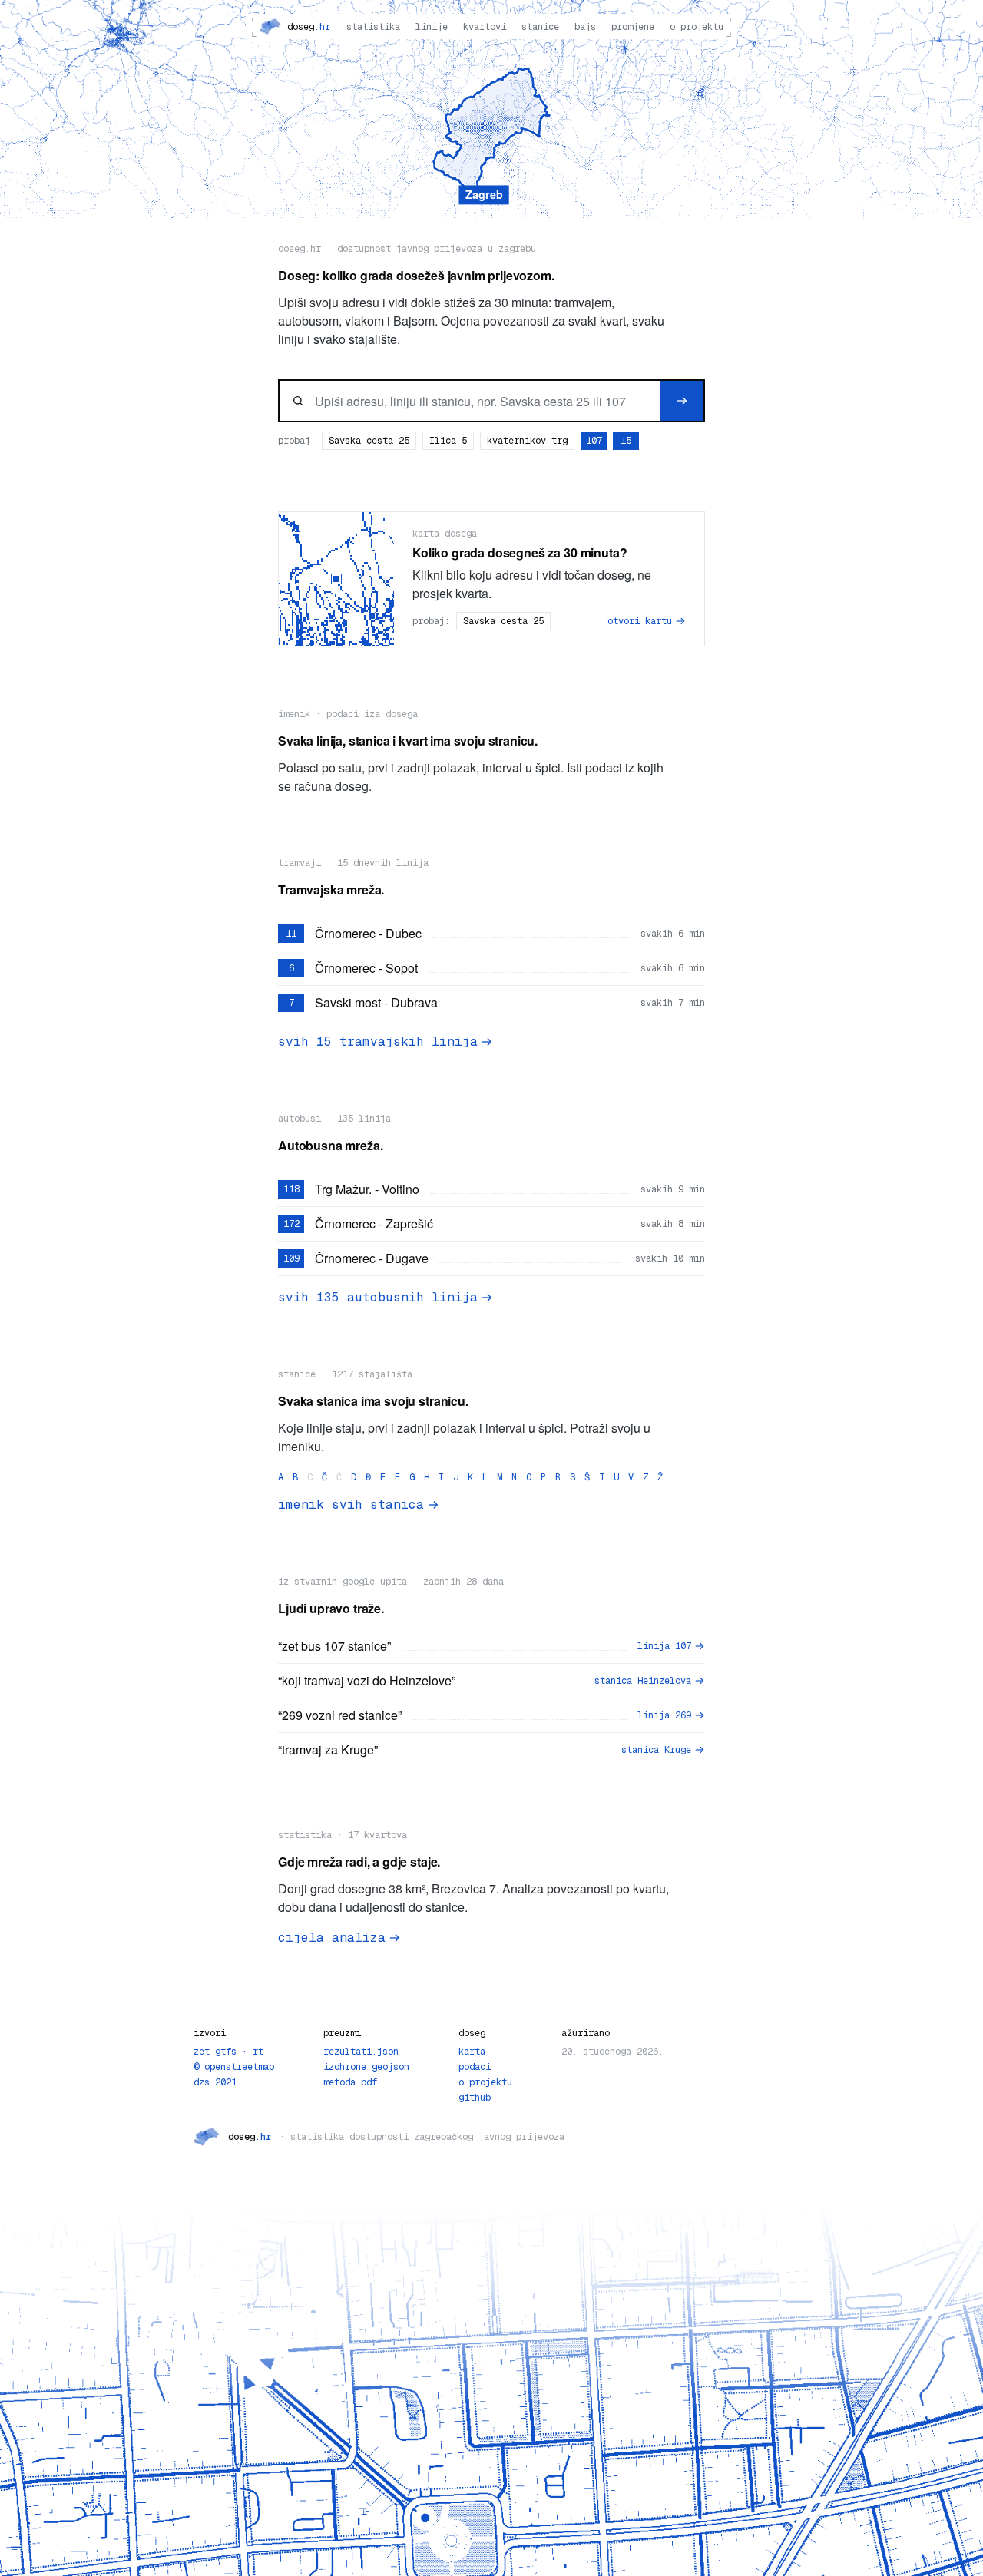 doseg.hr statistika linije kvartovi stanice bajs promjene o projektu
Zagreb
doseg.hr · dostupnost javnog prijevoza u zagrebu
Doseg: koliko grada dosežeš javnim prijevozom.
Upiši svoju adresu i vidi dokle stižeš za 30 minuta: tramvajem,
autobusom, vlakom i Bajsom. Ocjena povezanosti za svaki kvart, svaku
liniju i svako stajalište.
Upiši adresu, liniju ili stanicu, npr. Savska cesta 25 ili 107 →
probaj: Savska cesta 25 Ilica 5 kvaternikov trg 107 15
karta dosega
Koliko grada dosegneš za 30 minuta?
Klikni bilo koju adresu i vidi točan doseg, ne
prosjek kvarta.
probaj: Savska cesta 25 otvori kartu →
imenik · podaci iza dosega
Svaka linija, stanica i kvart ima svoju stranicu.
Polasci po satu, prvi i zadnji polazak, interval u špici. Isti podaci iz kojih
se računa doseg.
tramvaji · 15 dnevnih linija
Tramvajska mreža.
11 Črnomerec - Dubec svakih 6 min
6 Črnomerec - Sopot svakih 6 min
7 Savski most - Dubrava svakih 7 min
svih 15 tramvajskih linija →
autobusi · 135 linija
Autobusna mreža.
118 Trg Mažur. - Voltino svakih 9 min
172 Črnomerec - Zaprešić svakih 8 min
109 Črnomerec - Dugave svakih 10 min
svih 135 autobusnih linija →
stanice · 1217 stajališta
Svaka stanica ima svoju stranicu.
Koje linije staju, prvi i zadnji polazak i interval u špici. Potraži svoju u
imeniku.
A B C Č Ć D Đ E F G H I J K L M N O P R S Š T U V Z Ž
imenik svih stanica →
iz stvarnih google upita · zadnjih 28 dana
Ljudi upravo traže.
“zet bus 107 stanice” linija 107 →
“koji tramvaj vozi do Heinzelove” stanica Heinzelova →
“269 vozni red stanice” linija 269 →
“tramvaj za Kruge” stanica Kruge →
statistika · 17 kvartova
Gdje mreža radi, a gdje staje.
Donji grad dosegne 38 km², Brezovica 7. Analiza povezanosti po kvartu,
dobu dana i udaljenosti do stanice.
cijela analiza →
izvori
zet gtfs · rt
© openstreetmap
dzs 2021
preuzmi
rezultati.json
izohrone.geojson
metoda.pdf
doseg
karta
podaci
o projektu
github
ažurirano
20. studenoga 2026.
doseg.hr · statistika dostupnosti zagrebačkog javnog prijevoza